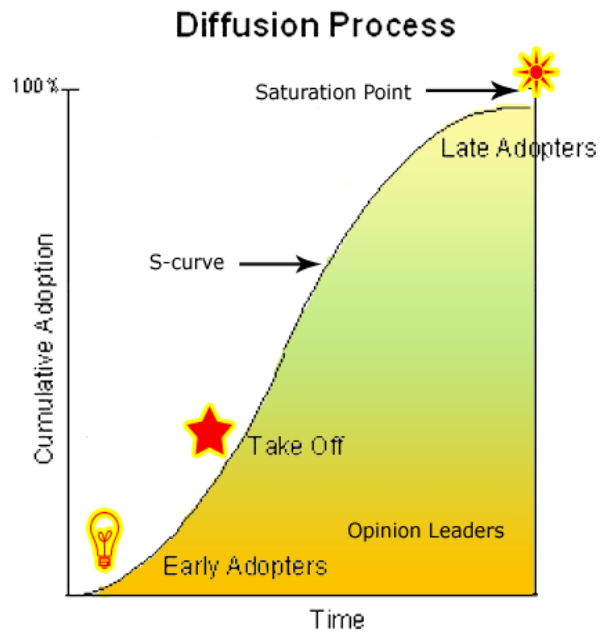 Diffusion Process
100%
Saturation Point
Late Adopters
S-curve
Cumulative Adoption
Take Off
Opinion Leaders
Early Adopters
Time